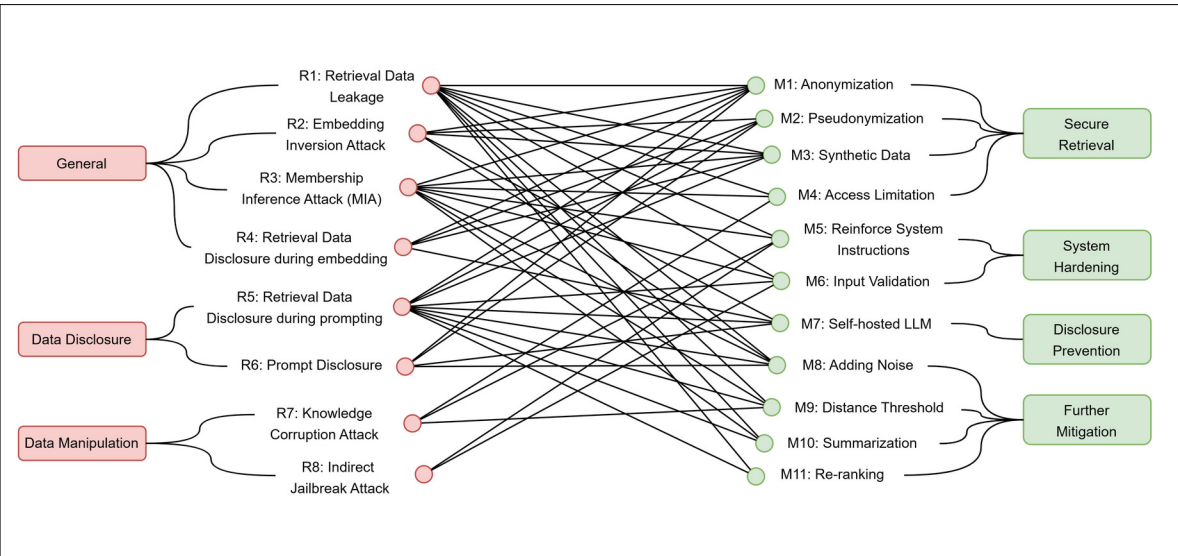 General
Data Disclosure
Data Manipulation
R1: Retrieval Data
Leakage
R2: Embedding
Inversion Attack
R3: Membership
Inference Attack (MIA)
R4: Retrieval Data
Disclosure during embedding
R5: Retrieval Data
Disclosure during prompting
R6: Prompt Disclosure
R7: Knowledge
Corruption Attack
R8: Indirect
Jailbreak Attack
M1: Anonymization
M2: Pseudonymization
M3: Synthetic Data
M4: Access Limitation
M5: Reinforce System
Instructions
M6: Input Validation
M7: Self-hosted LLM
M8: Adding Noise
M9: Distance Threshold
M10: Summarization
M11: Re-ranking
Secure
Retrieval
System
Hardening
Disclosure
Prevention
Further
Mitigation